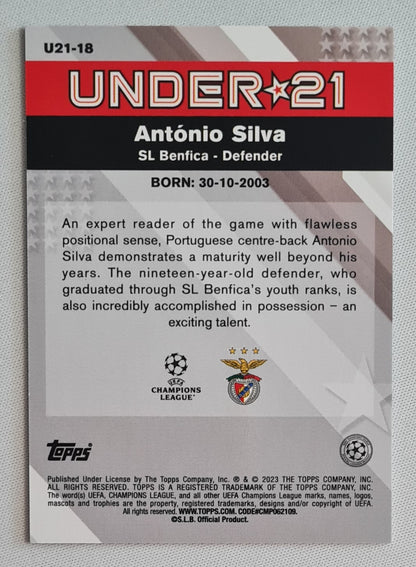 U21-18
UNDER★21
António Silva
SL Benfica - Defender
BORN: 30-10-2003
An expert reader of the game with flawless
positional sense, Portuguese centre-back Antonio
Silva demonstrates a maturity well beyond his
years. The nineteen-year-old defender, who
graduated through SL Benfica's youth ranks, is
also incredibly accomplished in possession – an
exciting talent.
UEFA
CHAMPIONS
LEAGUE
Topps
Published Under License by The Topps Company, Inc. ® & © 2023 THE TOPPS COMPANY, INC.
ALL RIGHTS RESERVED. TOPPS IS A REGISTERED TRADEMARK OF THE TOPPS COMPANY, INC.
The word(s) UEFA, CHAMPIONS LEAGUE, and all other UEFA Champions League marks, names, logos,
mascots and trophies are the property, registered designs and/or copyright of UEFA.
All rights reserved. WWW.TOPPS.COM. CODE#CMP062109.
©S.L.B. Official Product.